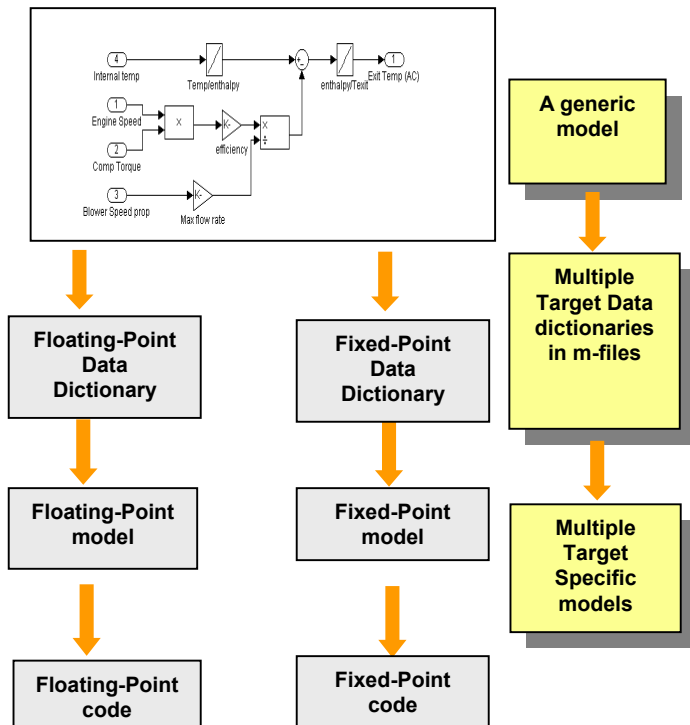 4
Internal temp
Temp/enthalpy
+
-
enthalpy/Texit
1
Exit Temp (AC)
1
Engine Speed
2
Comp Torque
X
K-
efficiency
X
÷
3
Blower Speed prop
K-
Max flow rate
A generic
model
Floating-Point
Data
Dictionary
Fixed-Point
Data
Dictionary
Multiple
Target Data
dictionaries
in m-files
Floating-Point
model
Fixed-Point
model
Multiple
Target
Specific
models
Floating-Point
code
Fixed-Point
code